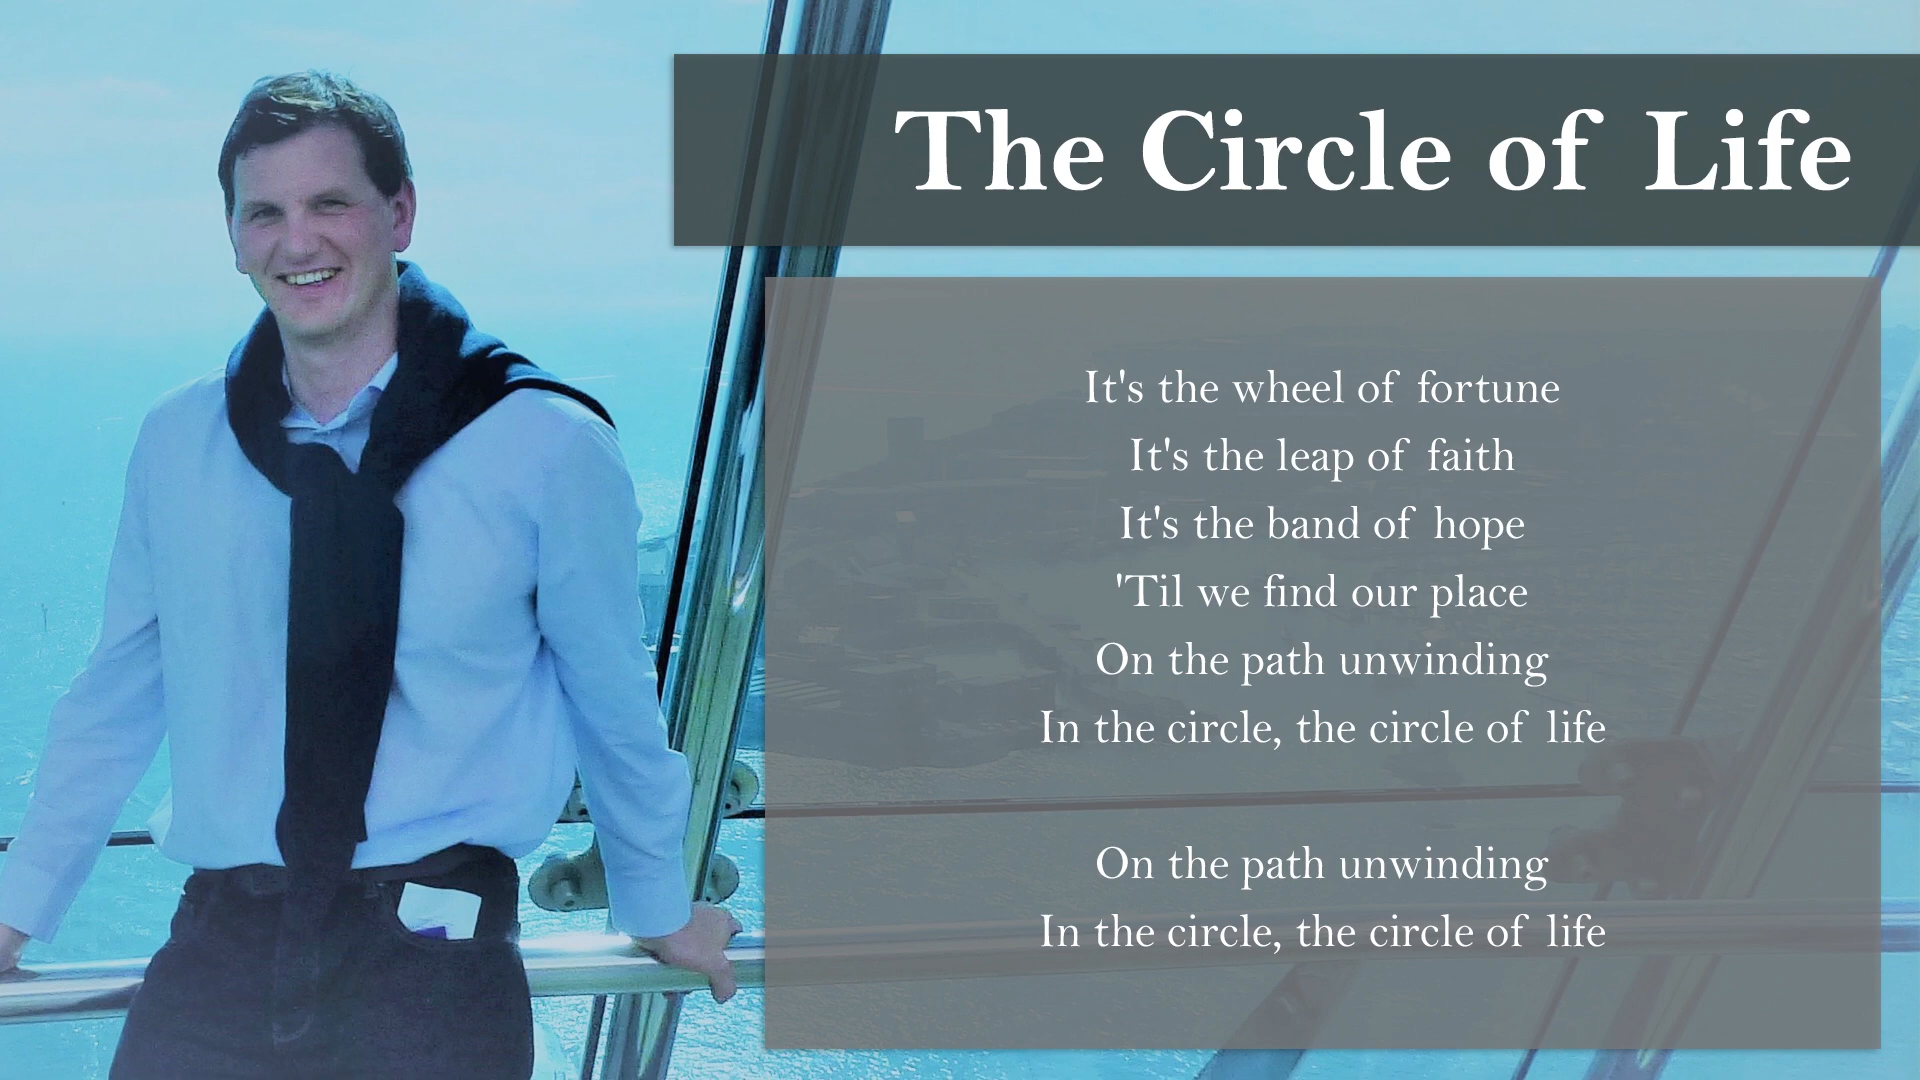 The Circle of Life
It's the wheel of fortune
It's the leap of faith
It's the band of hope
'Til we find our place
On the path unwinding
In the circle, the circle of life
On the path unwinding
In the circle, the circle of life